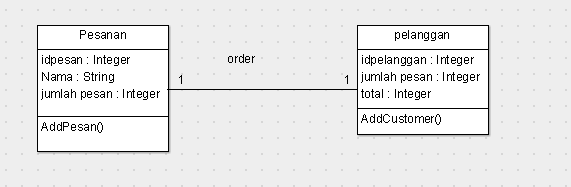 Pesanan
idpesan : Integer
Nama : String
jumlah pesan : Integer
AddPesan()
order
1
1
pelanggan
idpelanggan : Integer
jumlah pesan : Integer
total : Integer
AddCustomer()